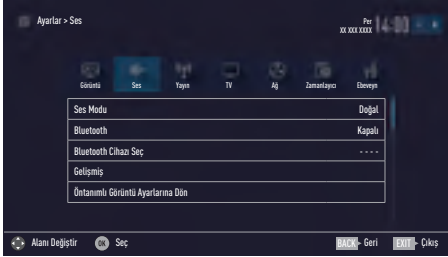 Ayarlar > Ses
Per
XX XXX XXXX
14:00
Görüntü Ses Yayın TV Ağ Zamanlayıcı Ebeveyn
Ses Modu Doğal
Bluetooth Kapalı
Bluetooth Cihazı Seç ----
Gelişmiş
Öntanımlı Görüntü Ayarlarına Dön
Alanı Değiştir OK Seç BACK Geri EXIT Çıkış